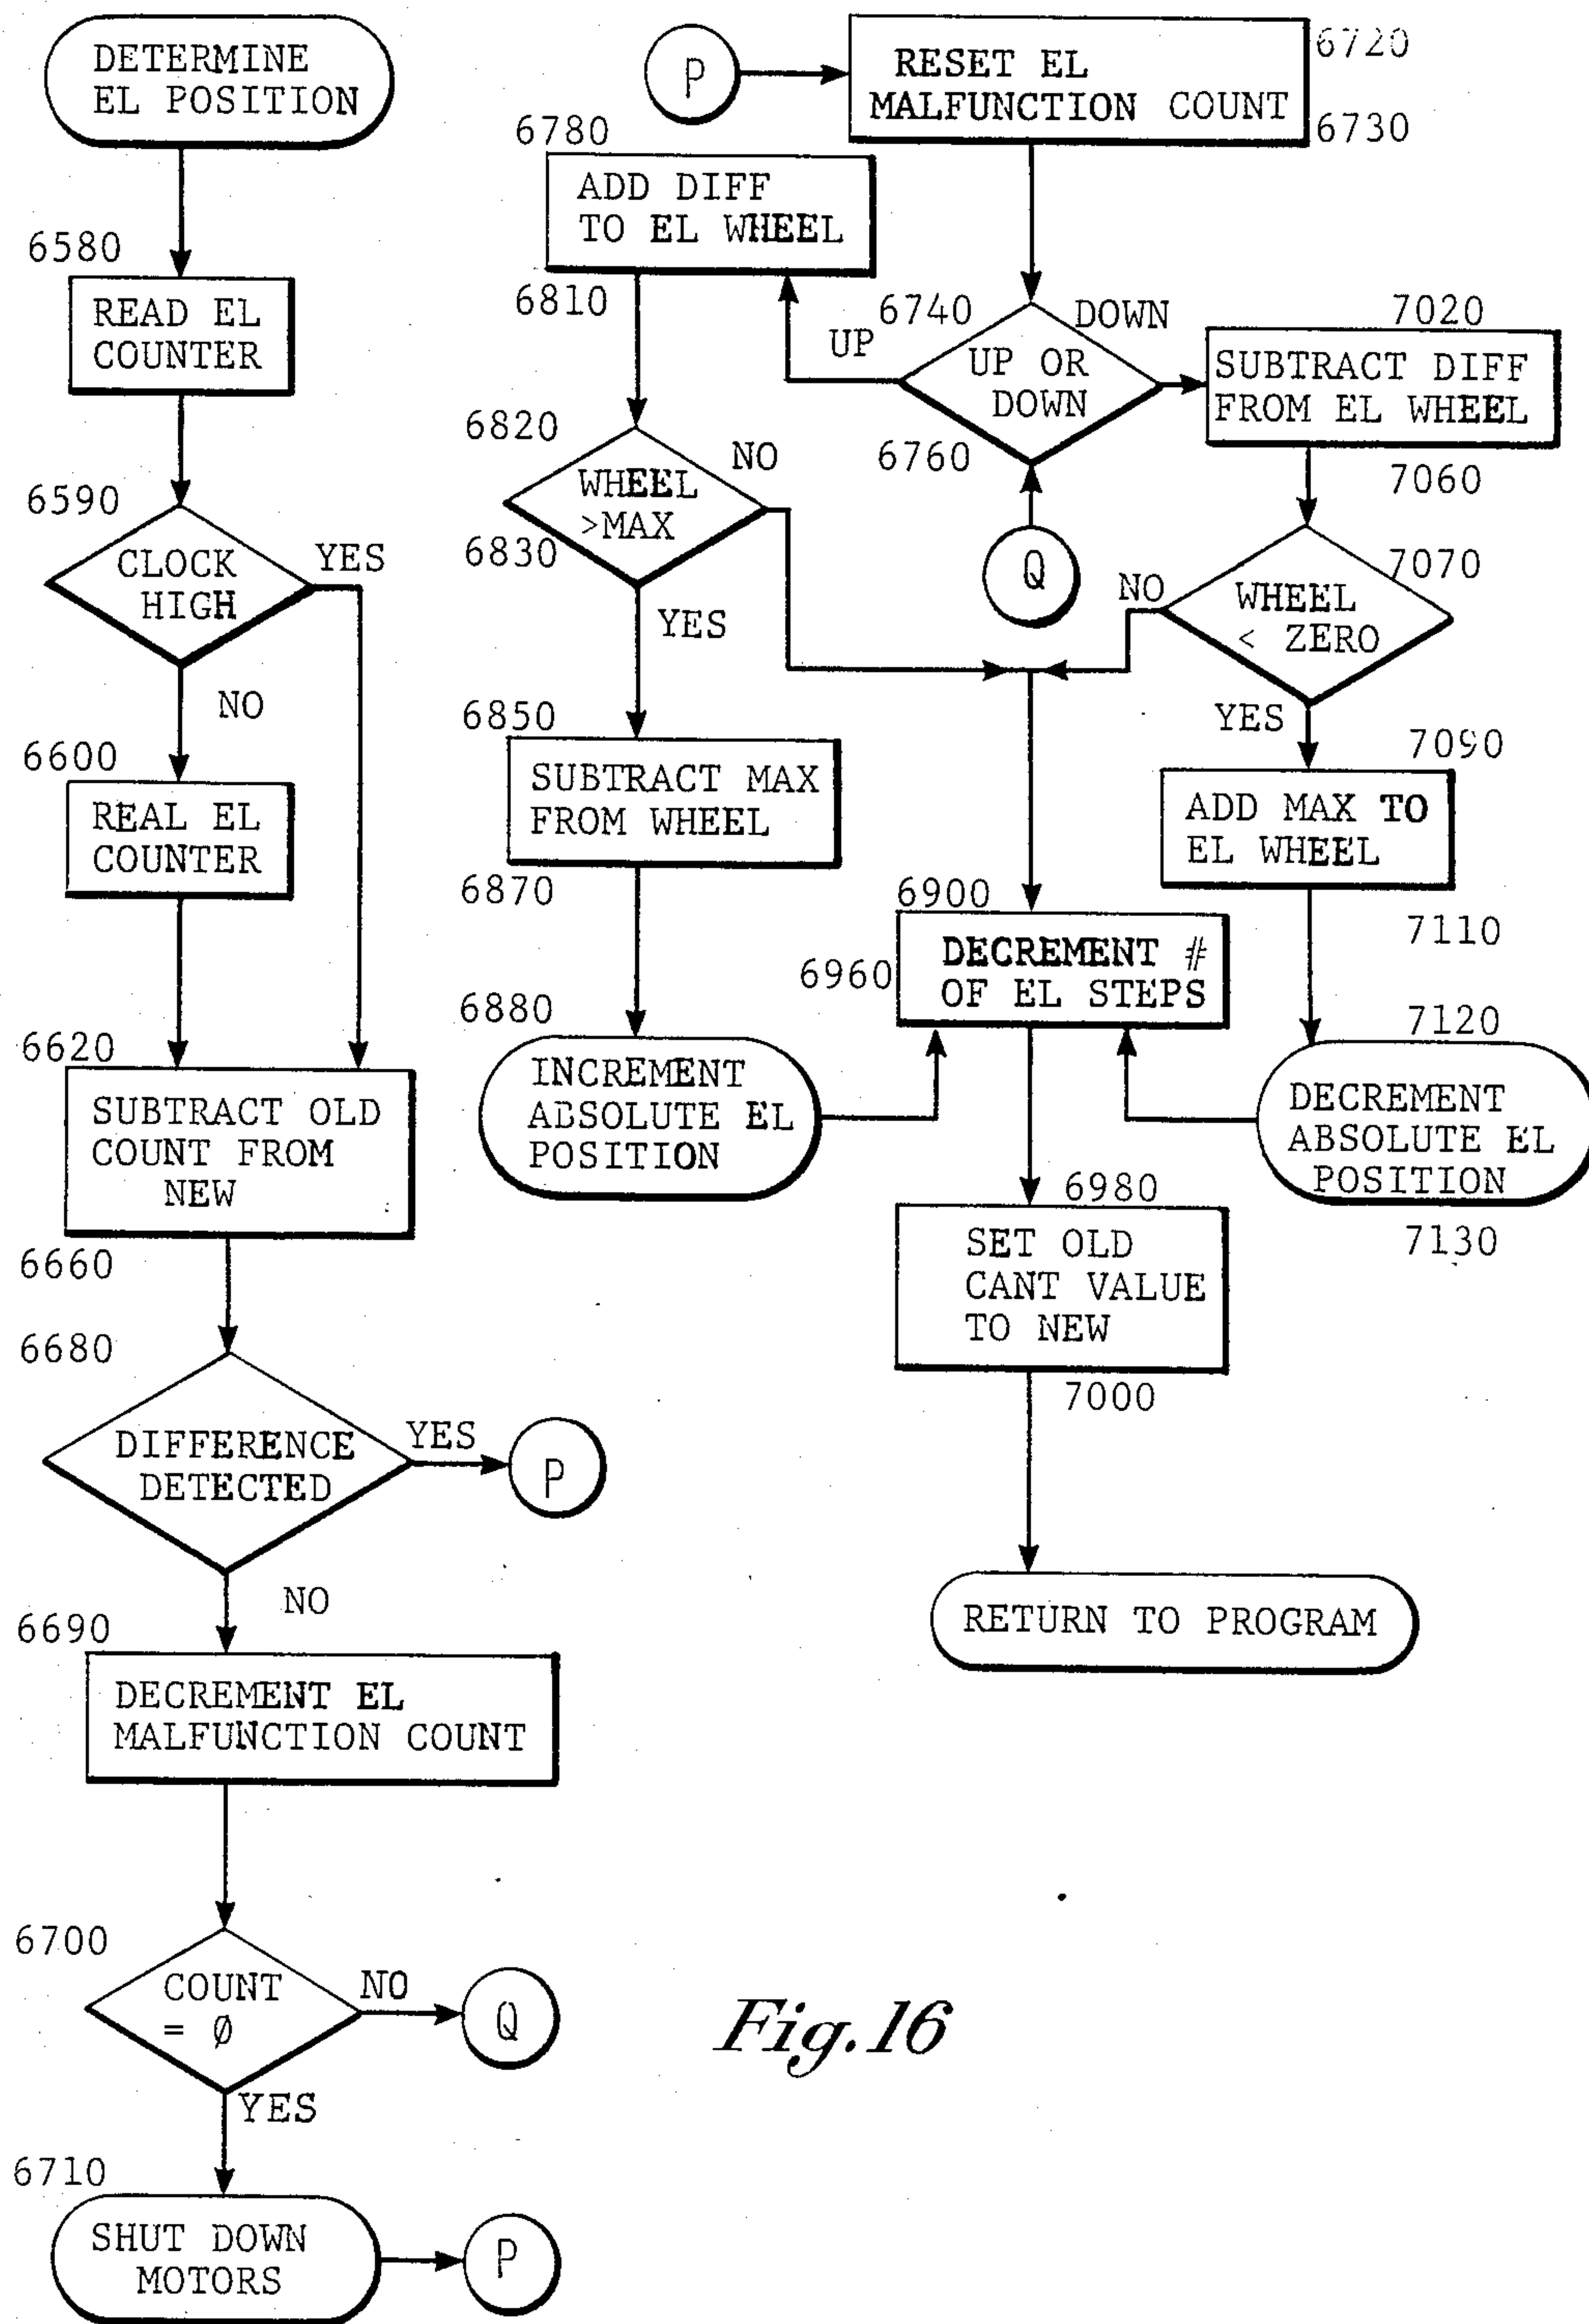 DETERMINE
EL POSITION
6580
READ EL
COUNTER
6590
CLOCK
HIGH
YES
NO
6600
REAL EL
COUNTER
6620
SUBTRACT OLD
COUNT FROM
NEW
6660
6680
DIFFERENCE
DETECTED
YES
P
NO
6690
DECREMENT EL
MALFUNCTION COUNT
6700
COUNT
= Ø
NO
Q
YES
6710
SHUT DOWN
MOTORS
P
P
RESET EL
MALFUNCTION COUNT
6720
6730
6780
ADD DIFF
TO EL WHEEL
6810
6740
UP
DOWN
UP OR
DOWN
6760
Q
7020
SUBTRACT DIFF
FROM EL WHEEL
7060
6820
WHEEL
>MAX
6830
NO
YES
7070
WHEEL
< ZERO
NO
YES
6850
SUBTRACT MAX
FROM WHEEL
6870
7090
ADD MAX TO
EL WHEEL
7110
6880
INCREMENT
ABSOLUTE EL
POSITION
6900
DECREMENT #
OF EL STEPS
6960
7120
DECREMENT
ABSOLUTE EL
POSITION
7130
6980
SET OLD
CANT VALUE
TO NEW
7000
RETURN TO PROGRAM
Fig.16